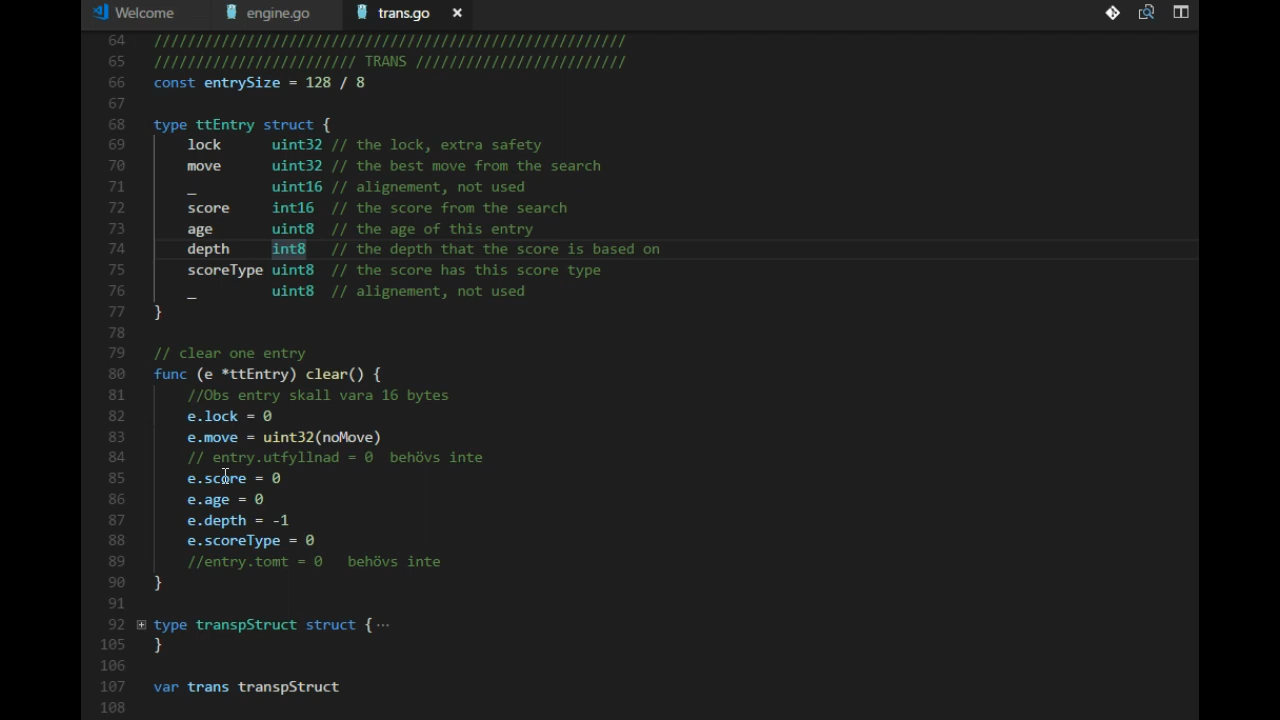 Welcome engine.go trans.go ×
64 ////////////////////////////////////////////////////////
65 //////////////////////// TRANS /////////////////////////
66 const entrySize = 128 / 8
67
68 type ttEntry struct {
69 lock uint32 // the lock, extra safety
70 move uint32 // the best move from the search
71 _ uint16 // alignement, not used
72 score int16 // the score from the search
73 age uint8 // the age of this entry
74 depth int8 // the depth that the score is based on
75 scoreType uint8 // the score has this score type
76 _ uint8 // alignement, not used
77 }
78
79 // clear one entry
80 func (e *ttEntry) clear() {
81 //Obs entry skall vara 16 bytes
82 e.lock = 0
83 e.move = uint32(noMove)
84 // entry.utfyllnad = 0  behövs inte
85 e.score = 0
86 e.age = 0
87 e.depth = -1
88 e.scoreType = 0
89 //entry.tomt = 0   behövs inte
90 }
91
92 type transpStruct struct {···
105 }
106
107 var trans transpStruct
108